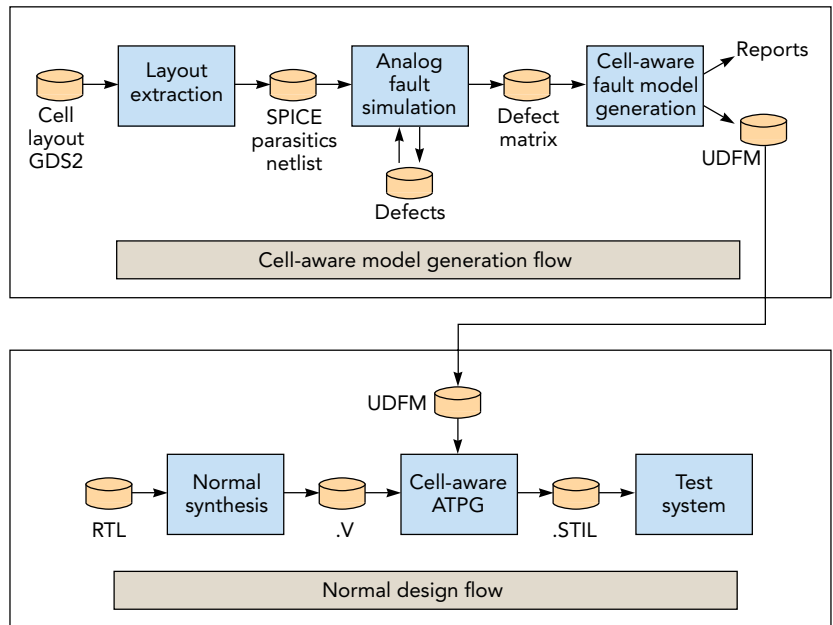 Cell
layout
GDS2
Layout
extraction
SPICE
parasitics
netlist
Analog
fault
simulation
Defects
Defect
matrix
Cell-aware
fault model
generation
Reports
UDFM
Cell-aware model generation flow
UDFM
RTL
Normal
synthesis
.V
Cell-aware
ATPG
.STIL
Test
system
Normal design flow